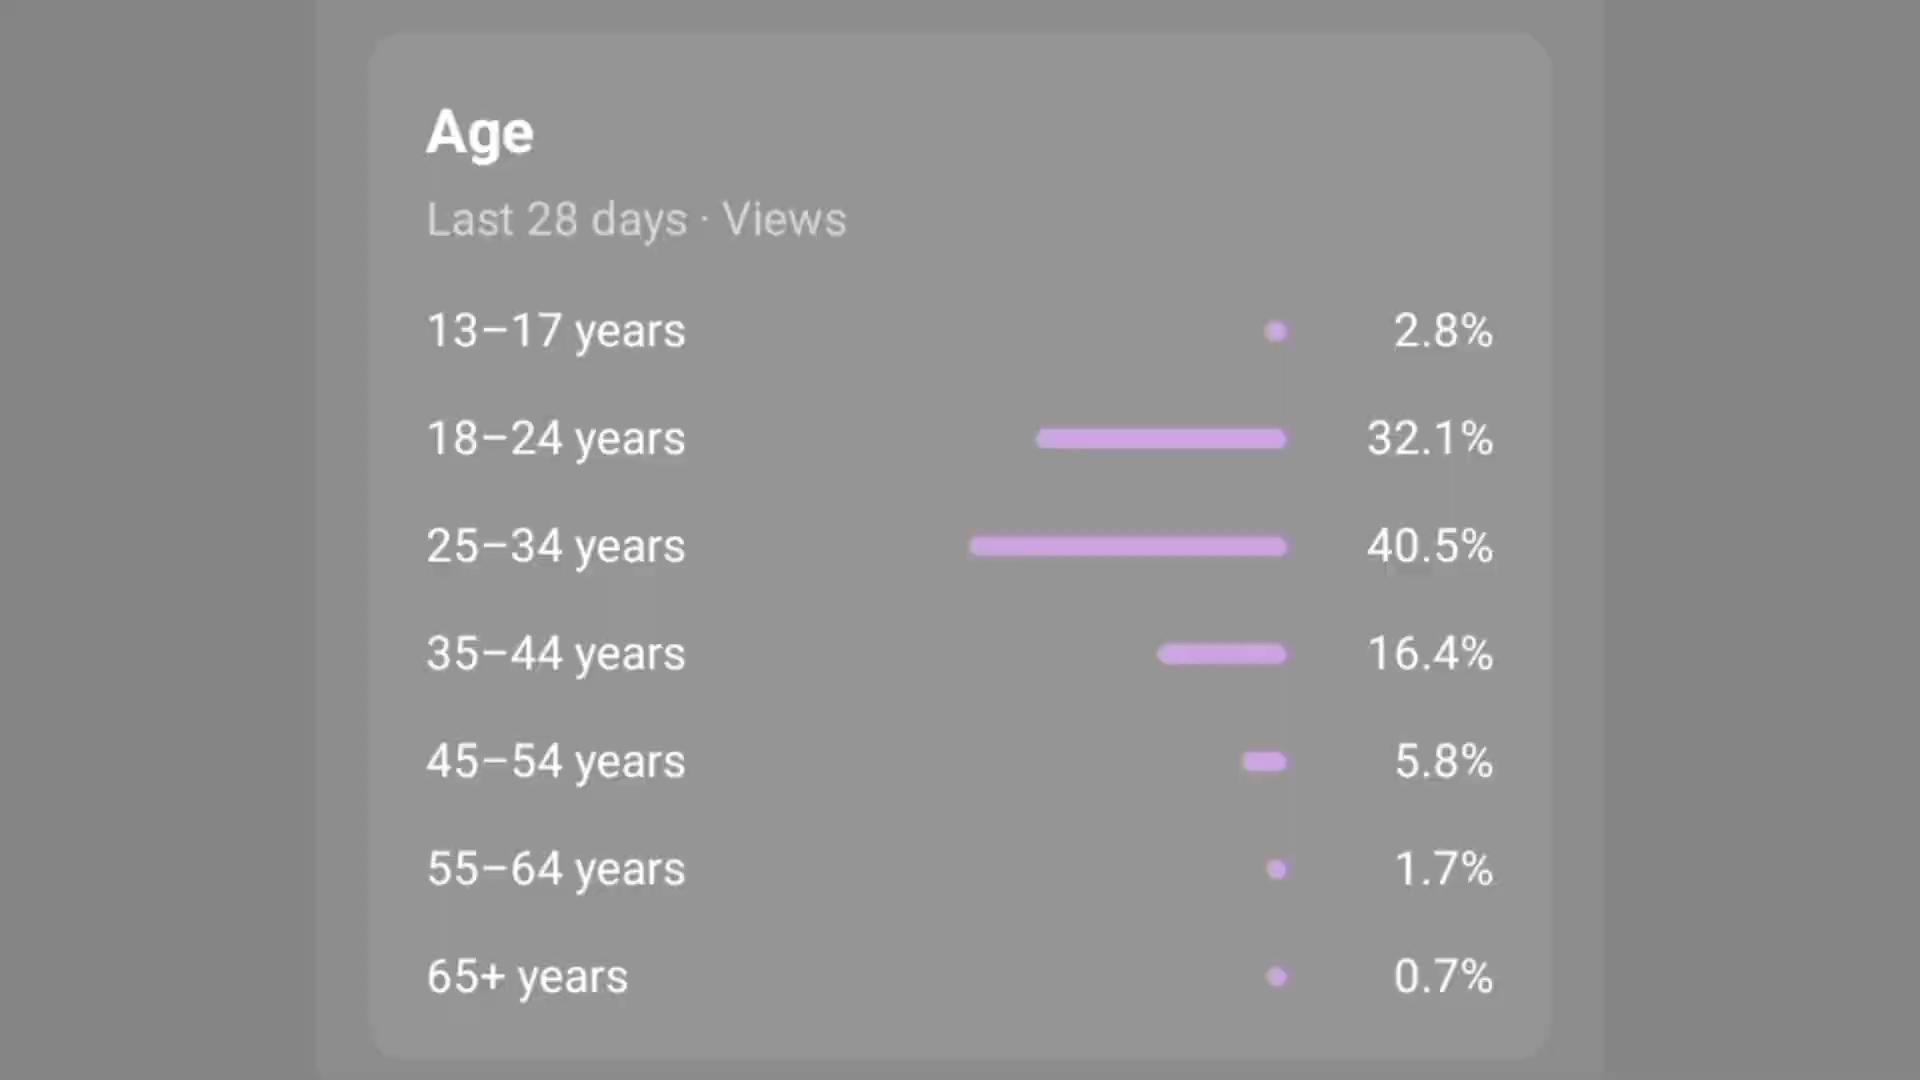 Age
Last 28 days · Views
13–17 years 2.8%
18–24 years 32.1%
25–34 years 40.5%
35–44 years 16.4%
45–54 years 5.8%
55–64 years 1.7%
65+ years 0.7%